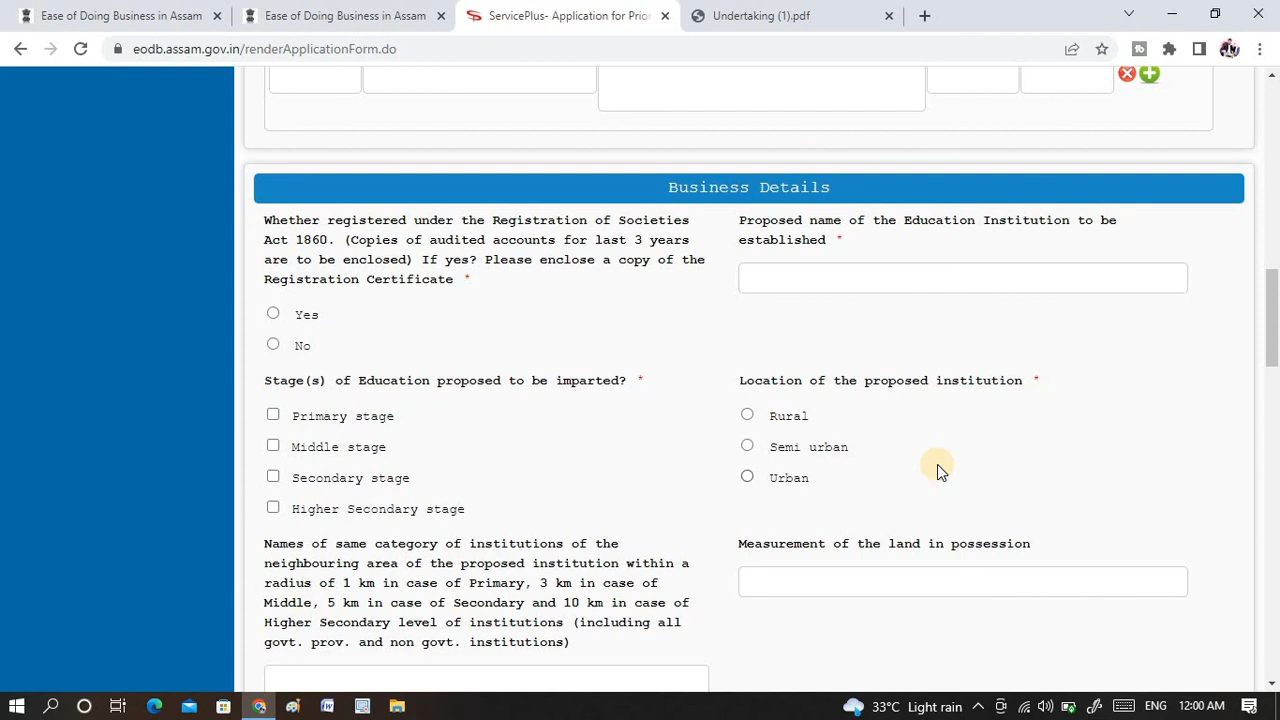 Ease of Doing Business in Assam
Ease of Doing Business in Assam
ServicePlus- Application for Prior
Undertaking (1).pdf
eodb.assam.gov.in/renderApplicationForm.do
Business Details
Whether registered under the Registration of Societies
Act 1860. (Copies of audited accounts for last 3 years
are to be enclosed) If yes? Please enclose a copy of the
Registration Certificate *
Yes
No
Proposed name of the Education Institution to be
established *
Stage(s) of Education proposed to be imparted? *
Primary stage
Middle stage
Secondary stage
Higher Secondary stage
Location of the proposed institution *
Rural
Semi urban
Urban
Names of same category of institutions of the
neighbouring area of the proposed institution within a
radius of 1 km in case of Primary, 3 km in case of
Middle, 5 km in case of Secondary and 10 km in case of
Higher Secondary level of institutions (including all
govt. prov. and non govt. institutions)
Measurement of the land in possession
33°C Light rain
ENG
12:00 AM